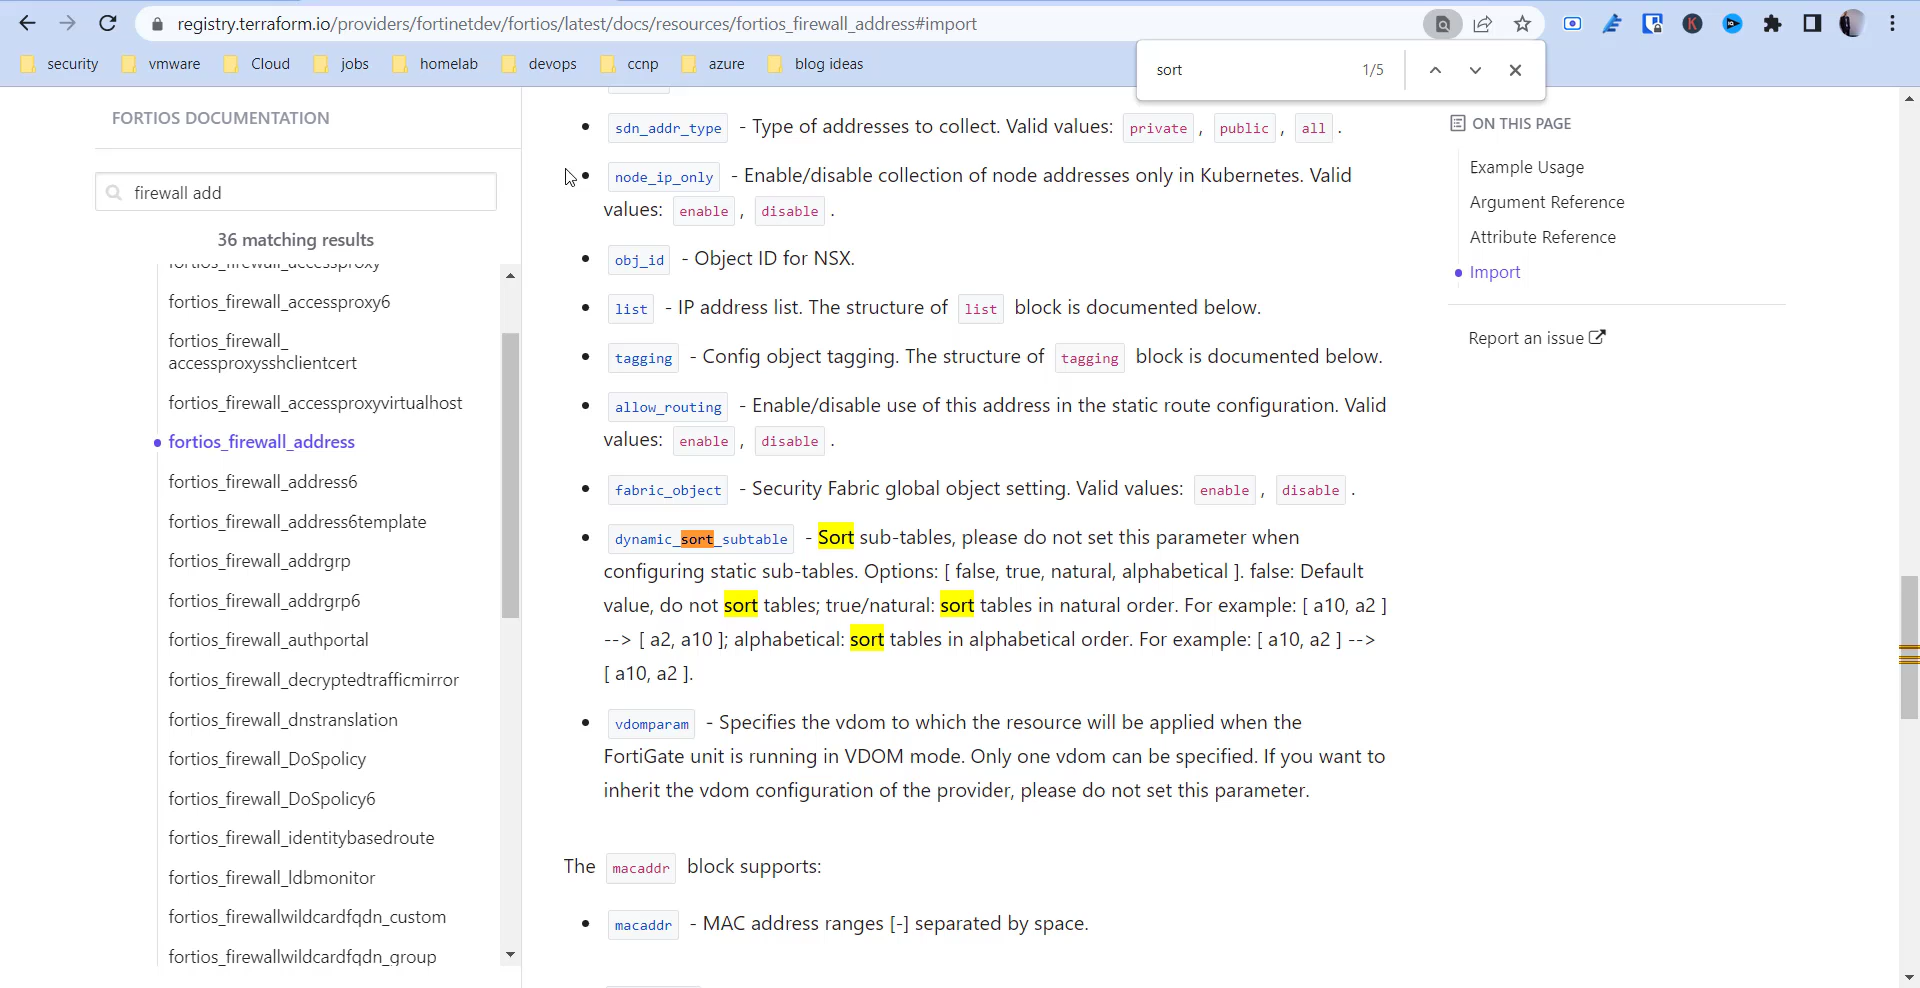 registry.terraform.io/providers/fortinetdev/fortios/latest/docs/resources/fortios_firewall_address#import
security vmware Cloud jobs homelab devops ccnp azure blog ideas
sort 1/5
FORTIOS DOCUMENTATION
firewall add
36 matching results
fortios_firewall_accessproxy
fortios_firewall_accessproxy6
fortios_firewall_
accessproxysshclientcert
fortios_firewall_accessproxyvirtualhost
fortios_firewall_address
fortios_firewall_address6
fortios_firewall_address6template
fortios_firewall_addrgrp
fortios_firewall_addrgrp6
fortios_firewall_authportal
fortios_firewall_decryptedtrafficmirror
fortios_firewall_dnstranslation
fortios_firewall_DoSpolicy
fortios_firewall_DoSpolicy6
fortios_firewall_identitybasedroute
fortios_firewall_ldbmonitor
fortios_firewallwildcardfqdn_custom
fortios_firewallwildcardfqdn_group
sdn_addr_type - Type of addresses to collect. Valid values: private , public , all .
node_ip_only - Enable/disable collection of node addresses only in Kubernetes. Valid
values: enable , disable .
obj_id - Object ID for NSX.
list - IP address list. The structure of list block is documented below.
tagging - Config object tagging. The structure of tagging block is documented below.
allow_routing - Enable/disable use of this address in the static route configuration. Valid
values: enable , disable .
fabric_object - Security Fabric global object setting. Valid values: enable , disable .
dynamic_sort_subtable - Sort sub-tables, please do not set this parameter when
configuring static sub-tables. Options: [ false, true, natural, alphabetical ]. false: Default
value, do not sort tables; true/natural: sort tables in natural order. For example: [ a10, a2 ]
--> [ a2, a10 ]; alphabetical: sort tables in alphabetical order. For example: [ a10, a2 ] -->
[ a10, a2 ].
vdomparam - Specifies the vdom to which the resource will be applied when the
FortiGate unit is running in VDOM mode. Only one vdom can be specified. If you want to
inherit the vdom configuration of the provider, please do not set this parameter.
The macaddr block supports:
macaddr - MAC address ranges [-] separated by space.
ON THIS PAGE
Example Usage
Argument Reference
Attribute Reference
Import
Report an issue